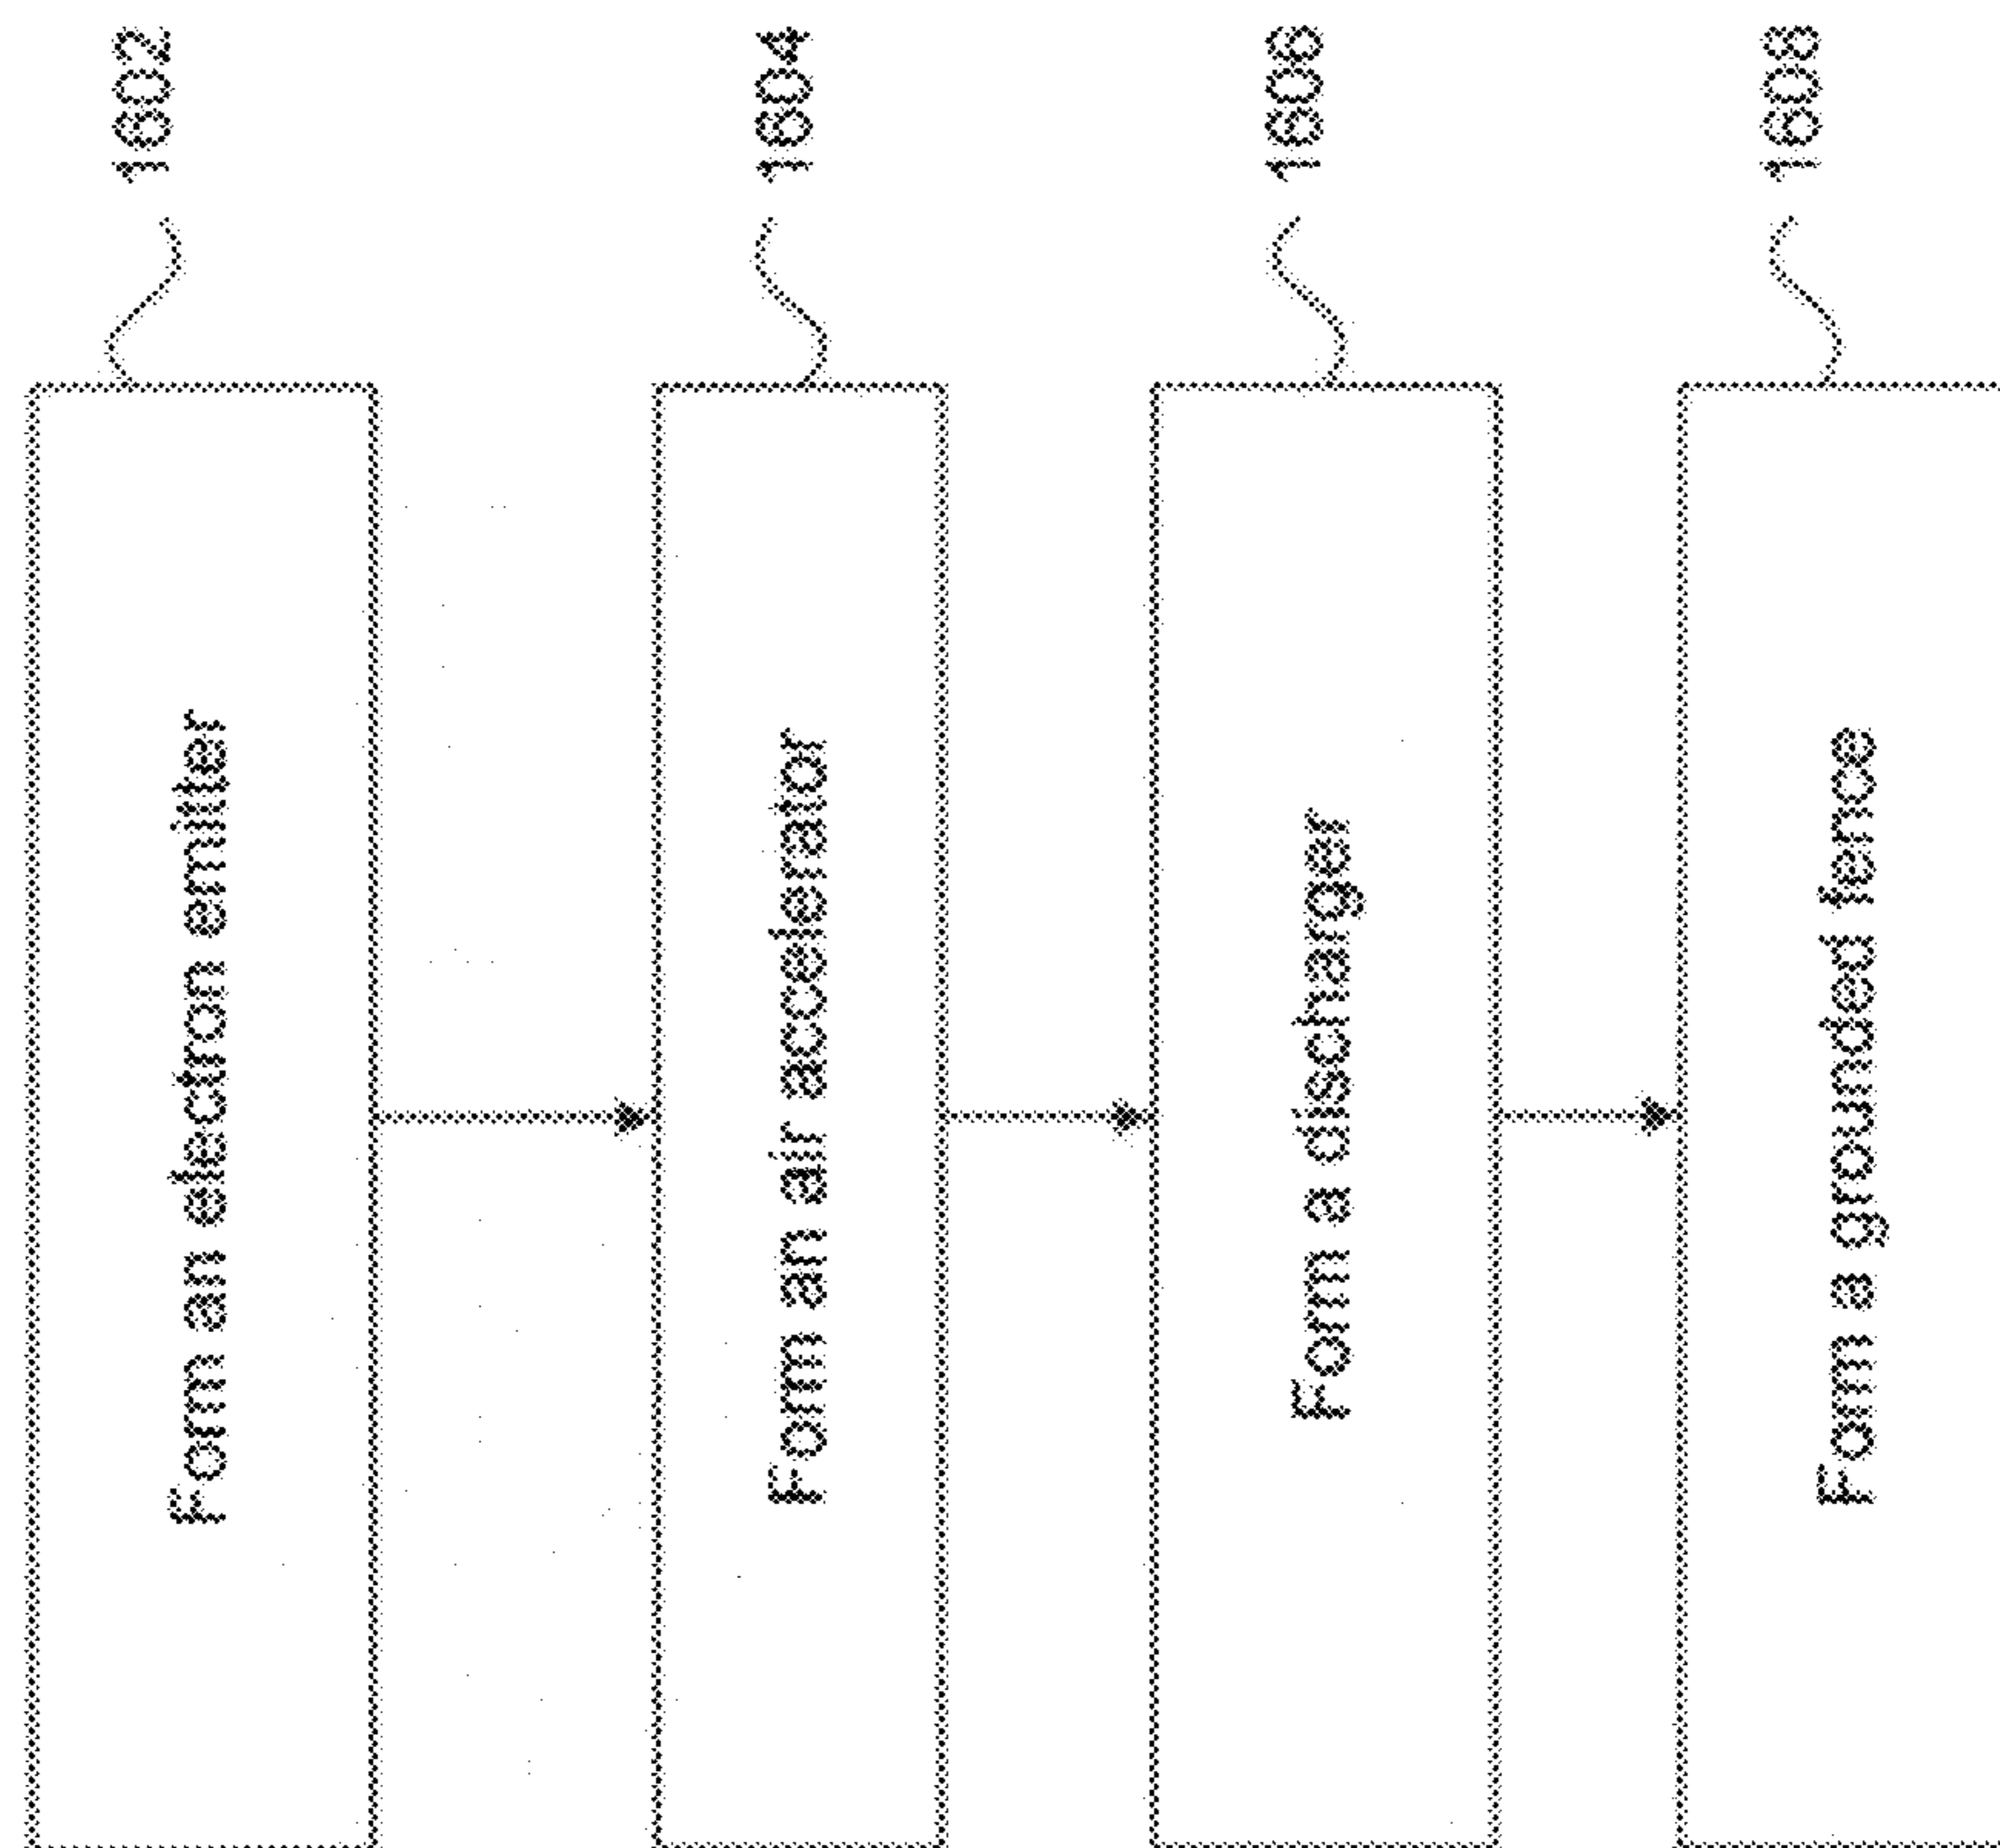 Form an electron emitter
1602
Form an air accelerator
1604
Form a discharger
1606
Form a grounded fence
1608